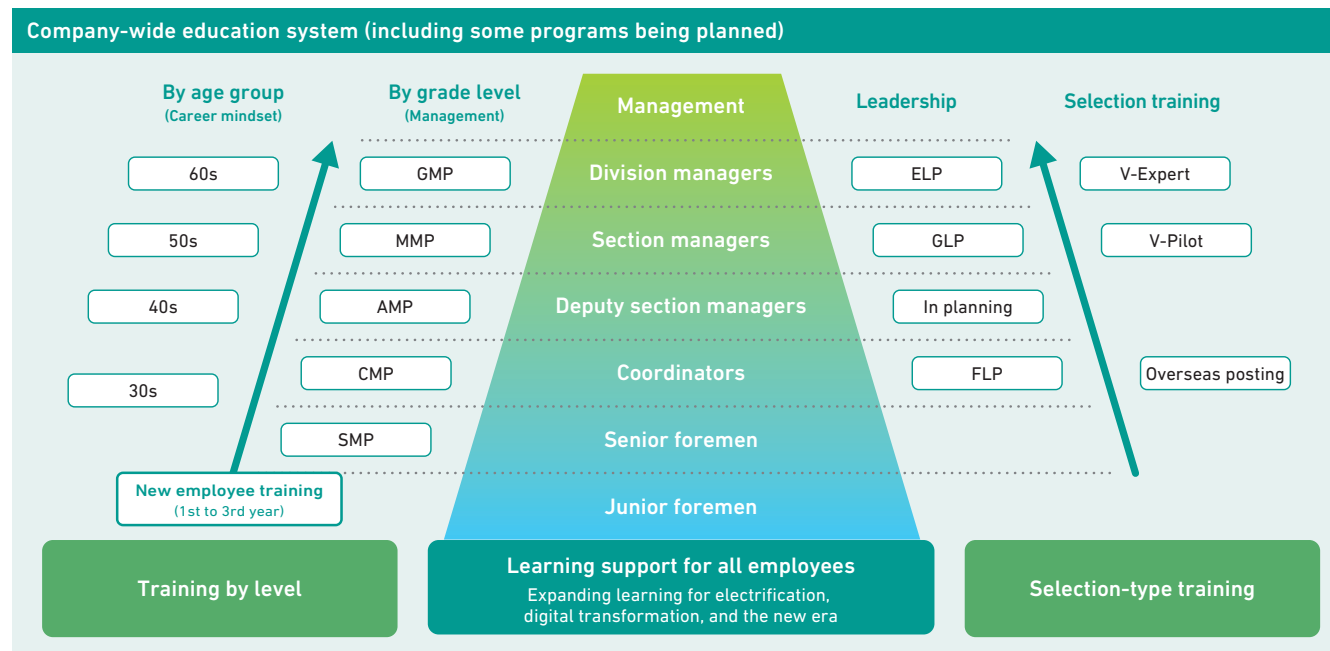 Company-wide education system (including some programs being planned)
By age group
(Career mindset)
By grade level
(Management)
Management
Leadership
Selection training
60s
GMP
Division managers
ELP
V-Expert
50s
MMP
Section managers
GLP
V-Pilot
40s
AMP
Deputy section managers
In planning
30s
CMP
Coordinators
FLP
Overseas posting
SMP
Senior foremen
New employee training
(1st to 3rd year)
Junior foremen
Training by level
Learning support for all employees
Expanding learning for electrification,
digital transformation, and the new era
Selection-type training